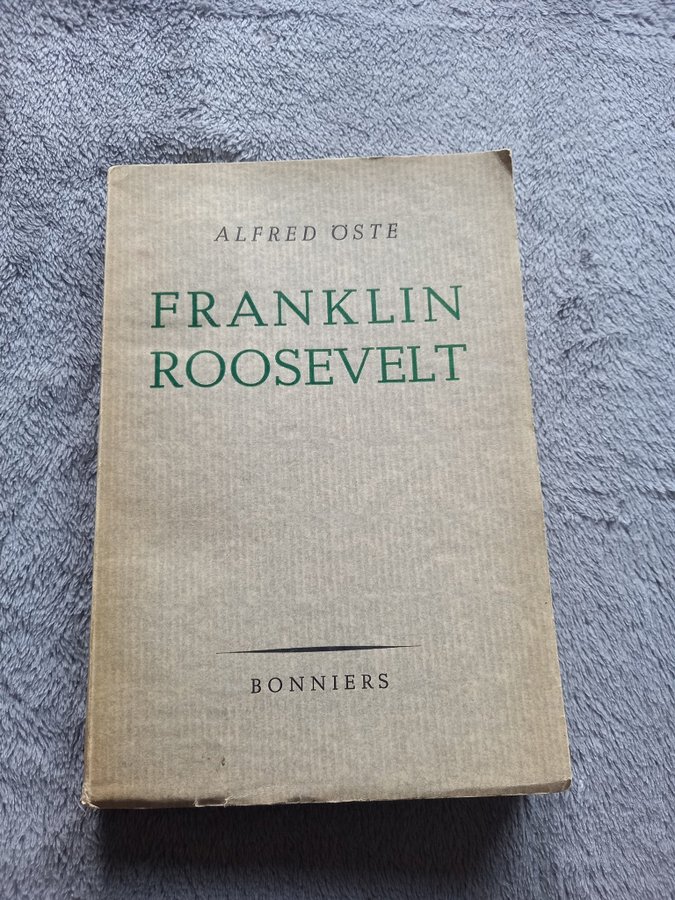 ALFRED ÖSTE
FRANKLIN
ROOSEVELT
BONNIERS